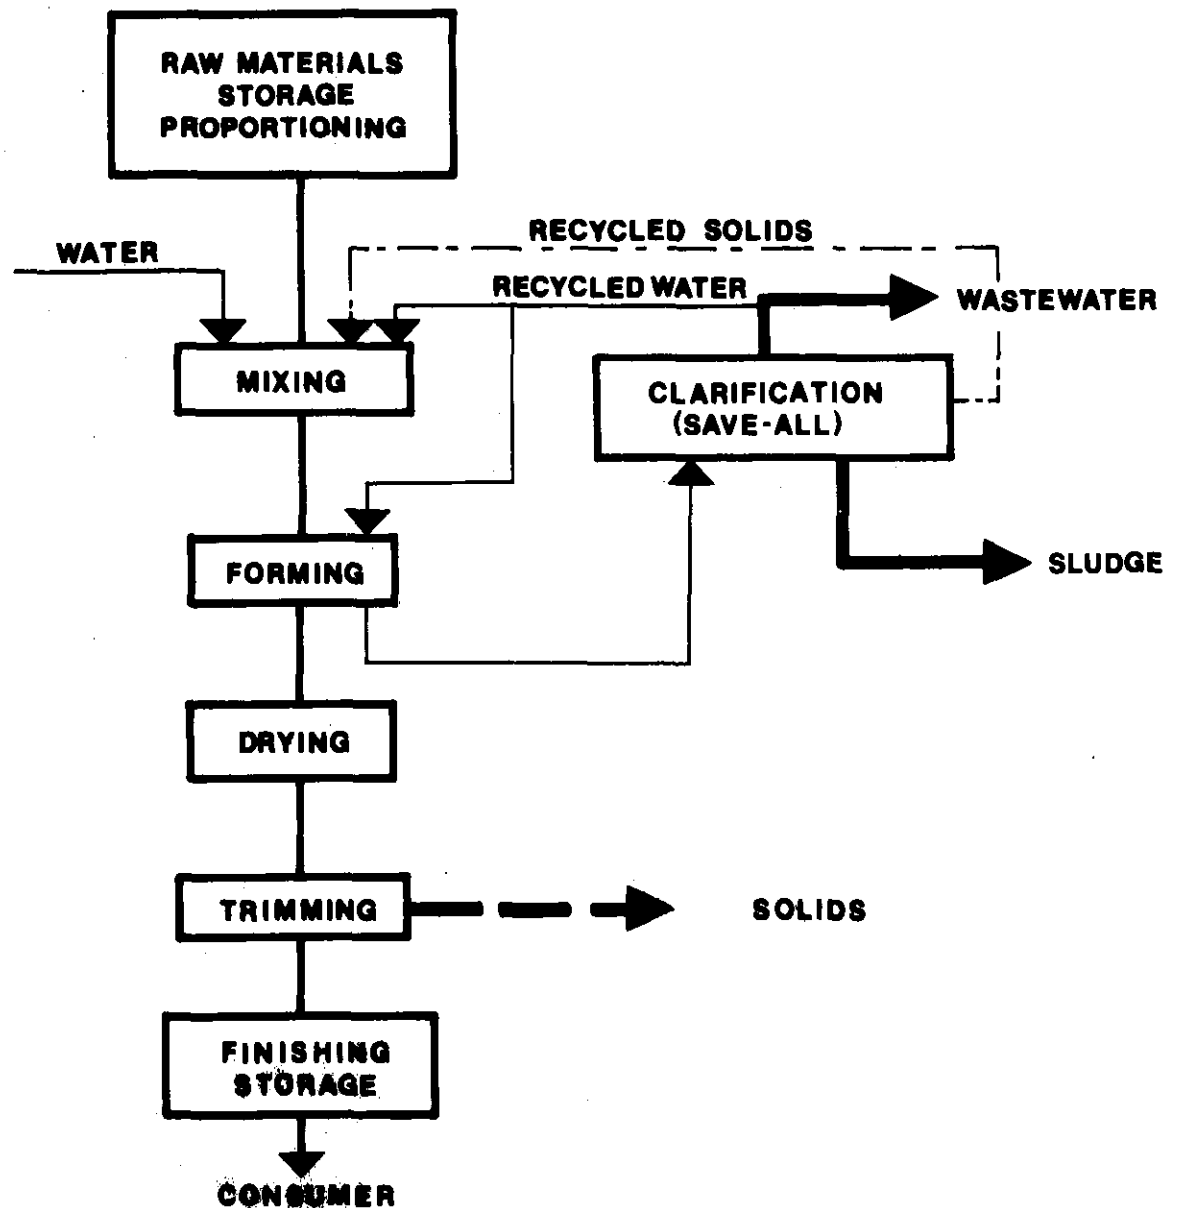 RAW MATERIALS
STORAGE
PROPORTIONING
WATER
RECYCLED SOLIDS
RECYCLED WATER
WASTEWATER
MIXING
CLARIFICATION
(SAVE-ALL)
FORMING
SLUDGE
DRYING
TRIMMING
SOLIDS
FINISHING
STORAGE
CONSUMER